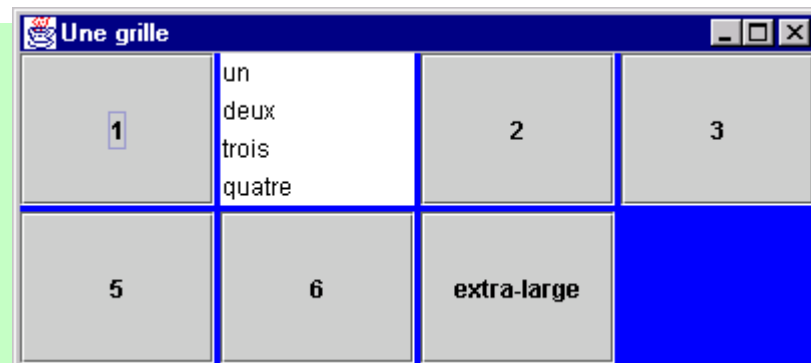 Une grille
1
un
deux
trois
quatre
2
3
5
6
extra-large